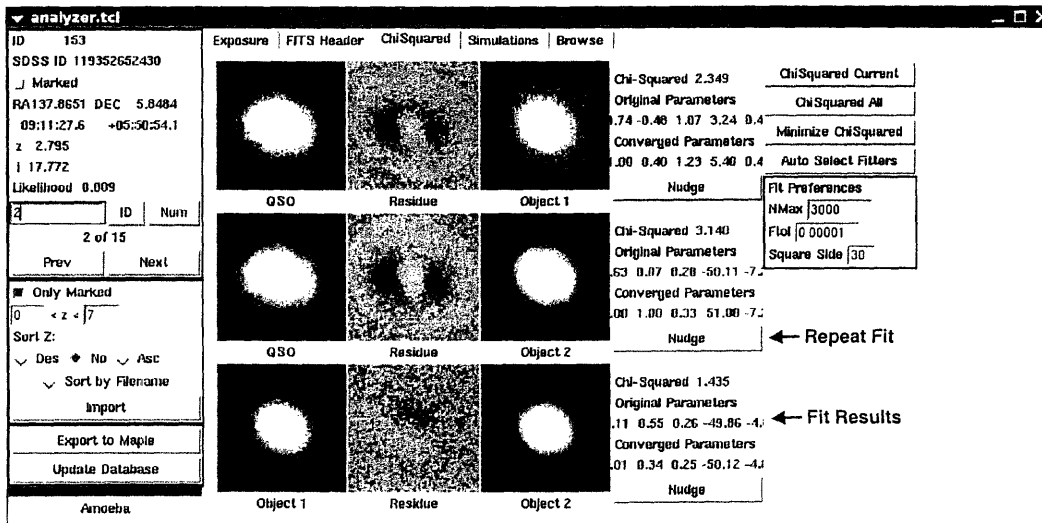 analyzer.tcl
ID 153
SDSS ID 119352652430
Marked
RA137.8651 DEC 5.8484
09:11:27.6 +05:50:54.1
z 2.795
i 17.772
Likelihood 0.009
2 ID Num
2 of 15
Prev Next
Only Marked
0 < z < 7
Sort Z:
Des No Asc
Sort by Filename
Import
Export to Maple
Update Database
Amoeba
Exposure FITS Header ChiSquared Simulations Browse
QSO Residue Object 1
Chi-Squared 2.349
Original Parameters
.74 -0.48 1.07 3.24 0.4
Converged Parameters
.00 0.40 1.23 5.40 0.4
Nudge
QSO Residue Object 2
Chi-Squared 3.140
Original Parameters
.63 0.07 0.28 -50.11 -7.
Converged Parameters
.00 1.00 0.33 51.00 -7.
Nudge
Object 1 Residue Object 2
Chi-Squared 1.435
Original Parameters
.11 0.55 0.26 -49.86 -4.
Converged Parameters
.01 0.34 0.25 -50.12 -4.
Nudge
ChiSquared Current
ChiSquared All
Minimize ChiSquared
Auto Select Fitters
Fit Preferences
NMax 3000
Ftol 0.00001
Square Side 30
Repeat Fit
Fit Results